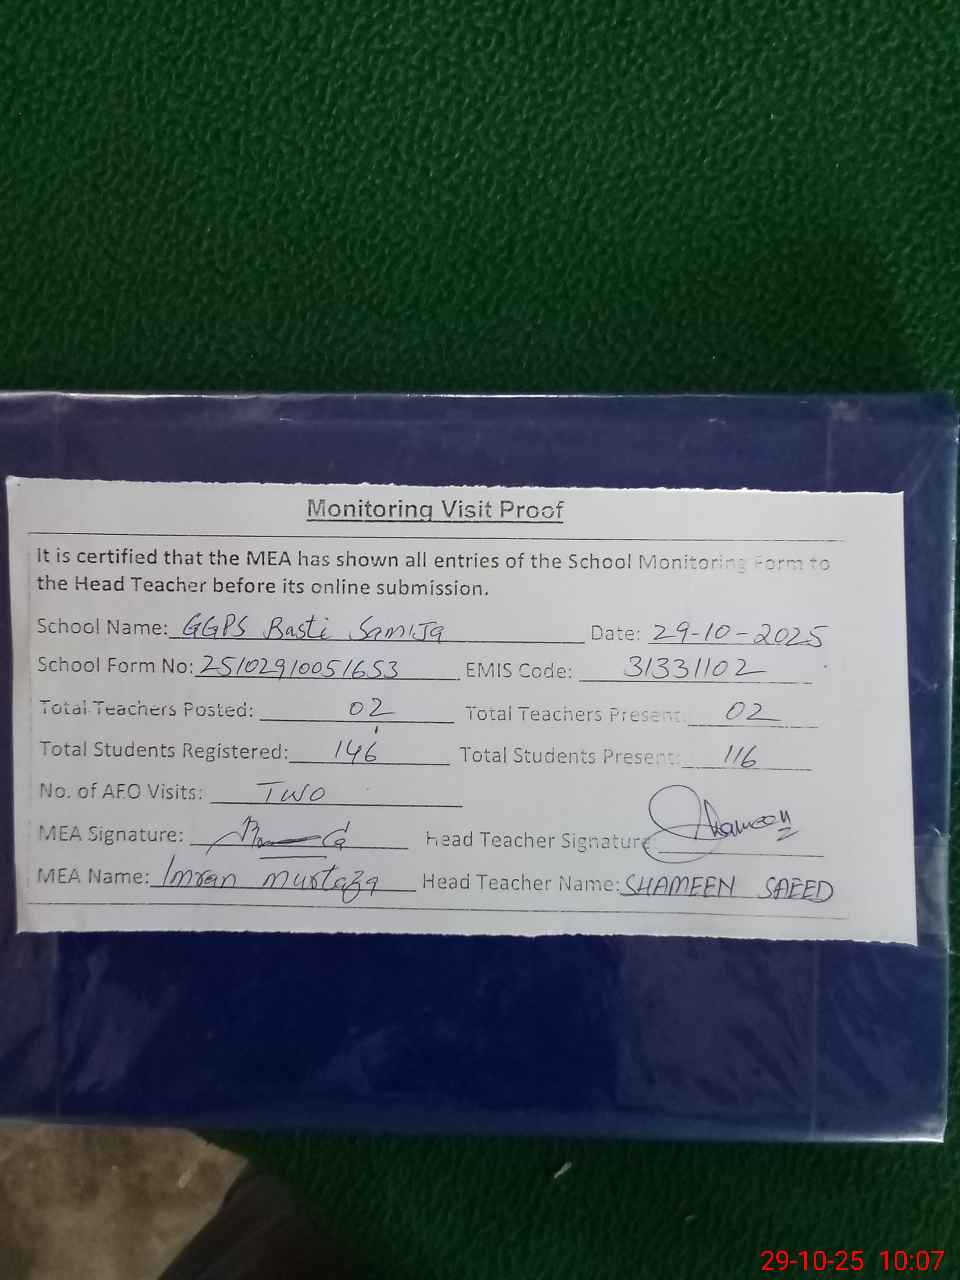 Monitoring Visit Proof
It is certified that the MEA has shown all entries of the School Monitoring Form to
the Head Teacher before its online submission.
School Name: GGPS Basti Samija Date: 29-10-2025
School Form No: 25102910051653 EMIS Code: 31331102
Total Teachers Posted: 02 Total Teachers Present: 02
Total Students Registered: 146 Total Students Present: 116
No. of AEO Visits: Two
MEA Signature: Head Teacher Signature: Shameen
MEA Name: Imran murtaza Head Teacher Name: SHAMEEN SAEED
29-10-25 10:07